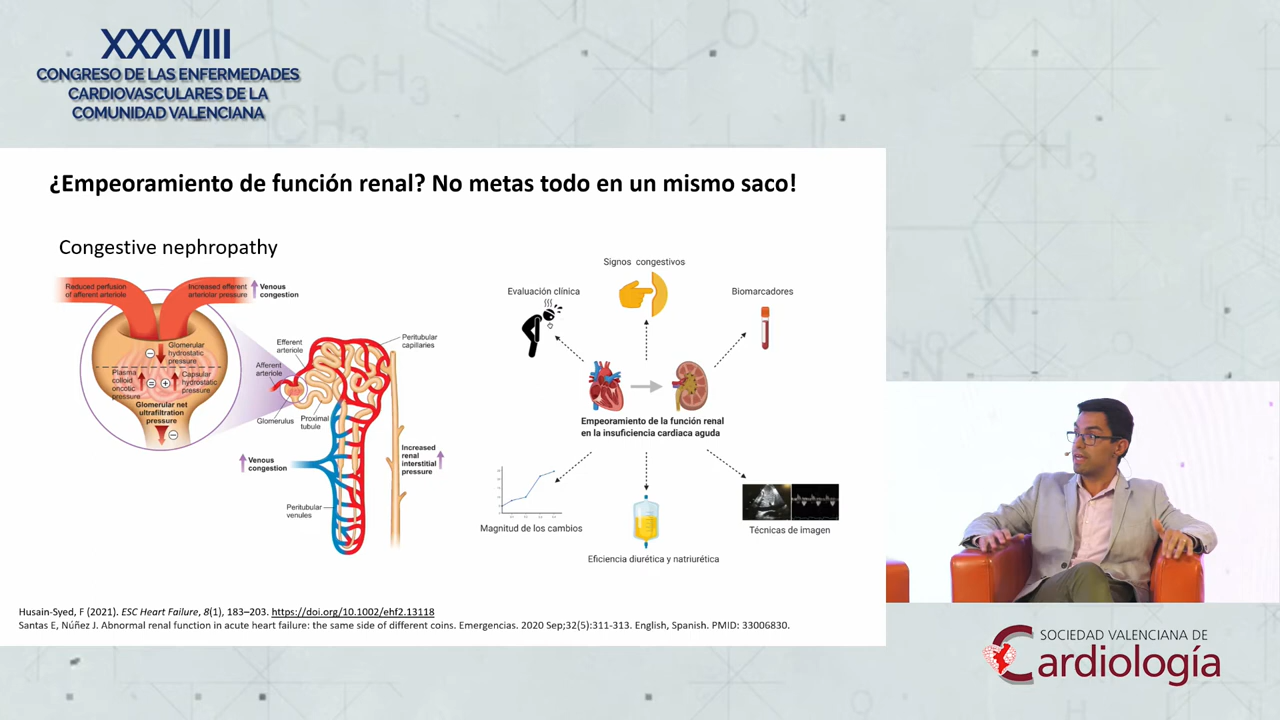 XXXVIII
CONGRESO DE LAS ENFERMEDADES
CARDIOVASCULARES DE LA
COMUNIDAD VALENCIANA
¿Empeoramiento de función renal? No metas todo en un mismo saco!
Congestive nephropathy
Reduced perfusion
of afferent arteriole
Increased efferent
arteriolar pressure
Venous
congestion
Glomerular
hydrostatic
pressure
Plasma
colloid
oncotic
pressure
Capsular
hydrostatic
pressure
Glomerular net
ultrafiltration
pressure
Efferent
arteriole
Afferent
arteriole
Glomerulus
Proximal
tubule
Peritubular
capillaries
Venous
congestion
Increased
renal
interstitial
pressure
Peritubular
venules
Signos congestivos
Evaluación clínica
Biomarcadores
Empeoramiento de la función renal
en la insuficiencia cardiaca aguda
Magnitud de los cambios
Eficiencia diurética y natriurética
Técnicas de imagen
Husain-Syed, F (2021). ESC Heart Failure, 8(1), 183–203. https://doi.org/10.1002/ehf2.13118
Santas E, Núñez J. Abnormal renal function in acute heart failure: the same side of different coins. Emergencias. 2020 Sep;32(5):311-313. English, Spanish. PMID: 33006830.
SOCIEDAD VALENCIANA DE
Cardiología
CH3
CH3
CH3
N